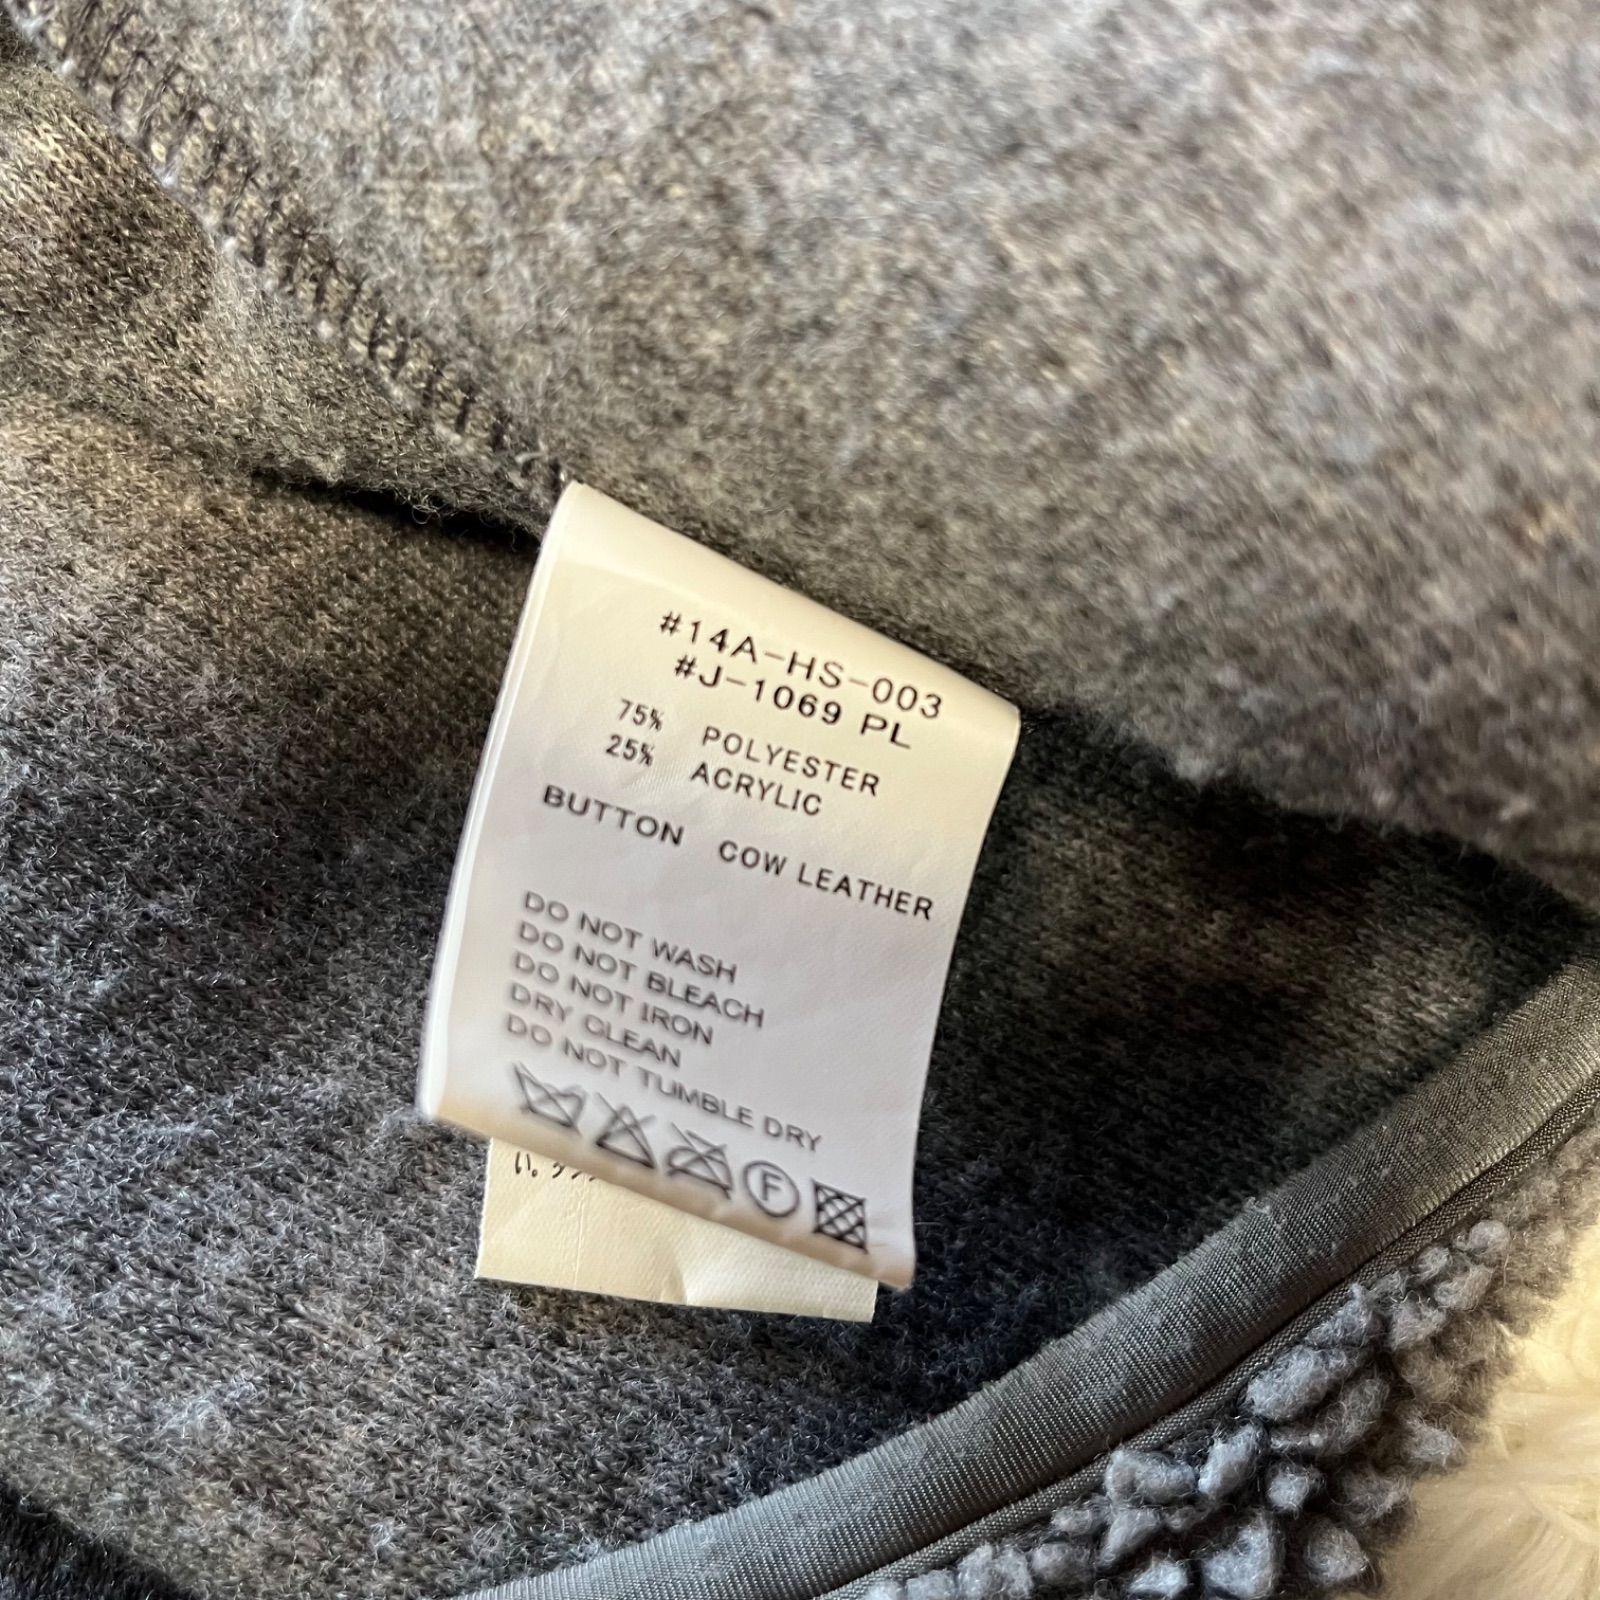 #14A-HS-003
#J-1069 PL
75% POLYESTER
25% ACRYLIC
BUTTON COW LEATHER
DO NOT WASH
DO NOT BLEACH
DO NOT IRON
DRY CLEAN
DO NOT TUMBLE DRY
F
い。